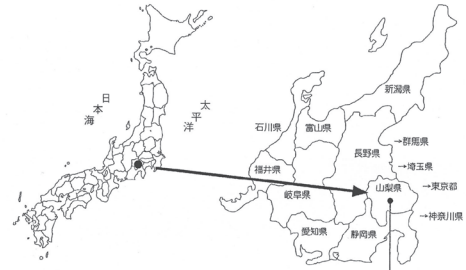 日本海
太平洋
新潟県
石川県
富山県
長野県
→群馬県
→埼玉県
福井県
岐阜県
山梨県
→東京都
→神奈川県
愛知県
静岡県